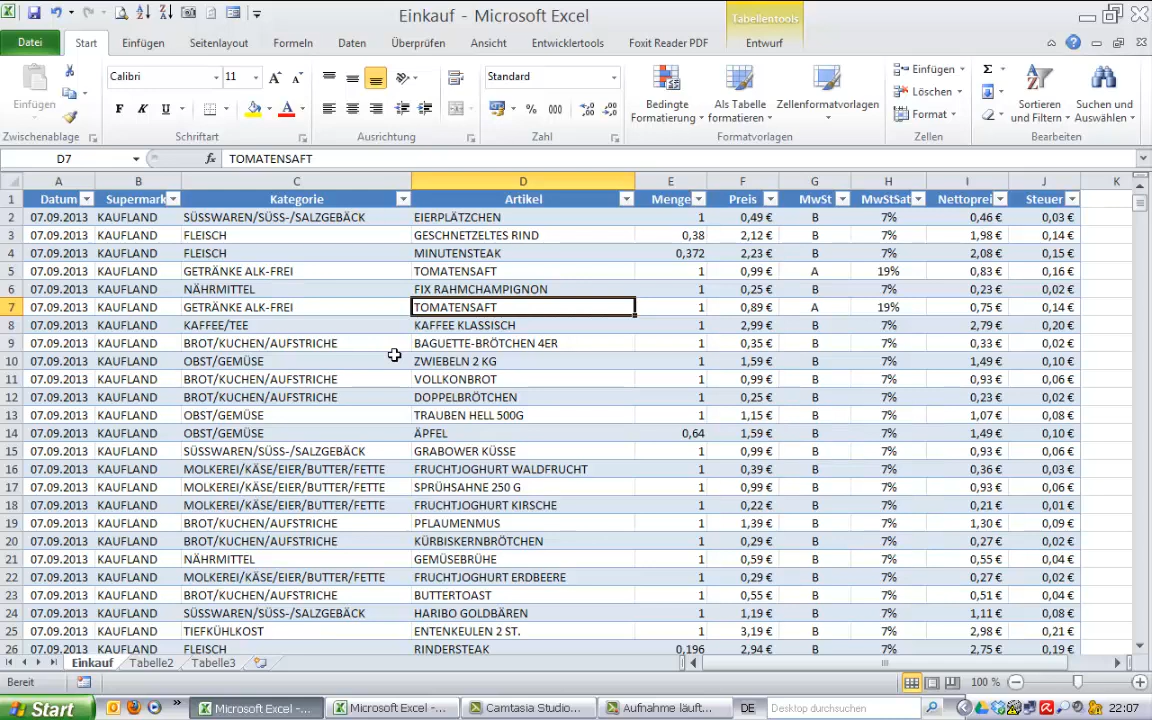 Einkauf - Microsoft Excel
Tabellentools
Datei Start Einfügen Seitenlayout Formeln Daten Überprüfen Ansicht Entwicklertools Foxit Reader PDF Entwurf
Einfügen
Calibri 11
Standard
F K U
% 000
Bedingte Formatierung
Als Tabelle formatieren
Zellenformatvorlagen
Einfügen
Löschen
Format
Σ
Sortieren und Filtern
Suchen und Auswählen
Zwischenablage Schriftart Ausrichtung Zahl Formatvorlagen Zellen Bearbeiten
D7 fx TOMATENSAFT
A B C D E F G H I J K
1 Datum Supermark Kategorie Artikel Menge Preis MwSt MwStSat Nettoprei Steuer
2 07.09.2013 KAUFLAND SÜSSWAREN/SÜSS-/SALZGEBÄCK EIERPLÄTZCHEN 1 0,49 € B 7% 0,46 € 0,03 €
3 07.09.2013 KAUFLAND FLEISCH GESCHNETZELTES RIND 0,38 2,12 € B 7% 1,98 € 0,14 €
4 07.09.2013 KAUFLAND FLEISCH MINUTENSTEAK 0,372 2,23 € B 7% 2,08 € 0,15 €
5 07.09.2013 KAUFLAND GETRÄNKE ALK-FREI TOMATENSAFT 1 0,99 € A 19% 0,83 € 0,16 €
6 07.09.2013 KAUFLAND NÄHRMITTEL FIX RAHMCHAMPIGNON 1 0,25 € B 7% 0,23 € 0,02 €
7 07.09.2013 KAUFLAND GETRÄNKE ALK-FREI TOMATENSAFT 1 0,89 € A 19% 0,75 € 0,14 €
8 07.09.2013 KAUFLAND KAFFEE/TEE KAFFEE KLASSISCH 1 2,99 € B 7% 2,79 € 0,20 €
9 07.09.2013 KAUFLAND BROT/KUCHEN/AUFSTRICHE BAGUETTE-BRÖTCHEN 4ER 1 0,35 € B 7% 0,33 € 0,02 €
10 07.09.2013 KAUFLAND OBST/GEMÜSE ZWIEBELN 2 KG 1 1,59 € B 7% 1,49 € 0,10 €
11 07.09.2013 KAUFLAND BROT/KUCHEN/AUFSTRICHE VOLLKONBROT 1 0,99 € B 7% 0,93 € 0,06 €
12 07.09.2013 KAUFLAND BROT/KUCHEN/AUFSTRICHE DOPPELBRÖTCHEN 1 0,25 € B 7% 0,23 € 0,02 €
13 07.09.2013 KAUFLAND OBST/GEMÜSE TRAUBEN HELL 500G 1 1,15 € B 7% 1,07 € 0,08 €
14 07.09.2013 KAUFLAND OBST/GEMÜSE ÄPFEL 0,64 1,59 € B 7% 1,49 € 0,10 €
15 07.09.2013 KAUFLAND SÜSSWAREN/SÜSS-/SALZGEBÄCK GRABOWER KÜSSE 1 0,99 € B 7% 0,93 € 0,06 €
16 07.09.2013 KAUFLAND MOLKEREI/KÄSE/EIER/BUTTER/FETTE FRUCHTJOGHURT WALDFRUCHT 1 0,39 € B 7% 0,36 € 0,03 €
17 07.09.2013 KAUFLAND MOLKEREI/KÄSE/EIER/BUTTER/FETTE SPRÜHSAHNE 250 G 1 0,99 € B 7% 0,93 € 0,06 €
18 07.09.2013 KAUFLAND MOLKEREI/KÄSE/EIER/BUTTER/FETTE FRUCHTJOGHURT KIRSCHE 1 0,22 € B 7% 0,21 € 0,01 €
19 07.09.2013 KAUFLAND BROT/KUCHEN/AUFSTRICHE PFLAUMENMUS 1 1,39 € B 7% 1,30 € 0,09 €
20 07.09.2013 KAUFLAND BROT/KUCHEN/AUFSTRICHE KÜRBISKERNBRÖTCHEN 1 0,29 € B 7% 0,27 € 0,02 €
21 07.09.2013 KAUFLAND NÄHRMITTEL GEMÜSEBRÜHE 1 0,59 € B 7% 0,55 € 0,04 €
22 07.09.2013 KAUFLAND MOLKEREI/KÄSE/EIER/BUTTER/FETTE FRUCHTJOGHURT ERDBEERE 1 0,29 € B 7% 0,27 € 0,02 €
23 07.09.2013 KAUFLAND BROT/KUCHEN/AUFSTRICHE BUTTERTOAST 1 0,55 € B 7% 0,51 € 0,04 €
24 07.09.2013 KAUFLAND SÜSSWAREN/SÜSS-/SALZGEBÄCK HARIBO GOLDBÄREN 1 1,19 € B 7% 1,11 € 0,08 €
25 07.09.2013 KAUFLAND TIEFKÜHLKOST ENTENKEULEN 2 ST. 1 3,19 € B 7% 2,98 € 0,21 €
26 07.09.2013 KAUFLAND FLEISCH RINDERSTEAK 0,196 2,94 € B 7% 2,75 € 0,19 €
Einkauf Tabelle2 Tabelle3
Bereit 100 %
Start Microsoft Excel -... Microsoft Excel -... Camtasia Studio... Aufnahme läuft... DE Desktop durchsuchen 22:07